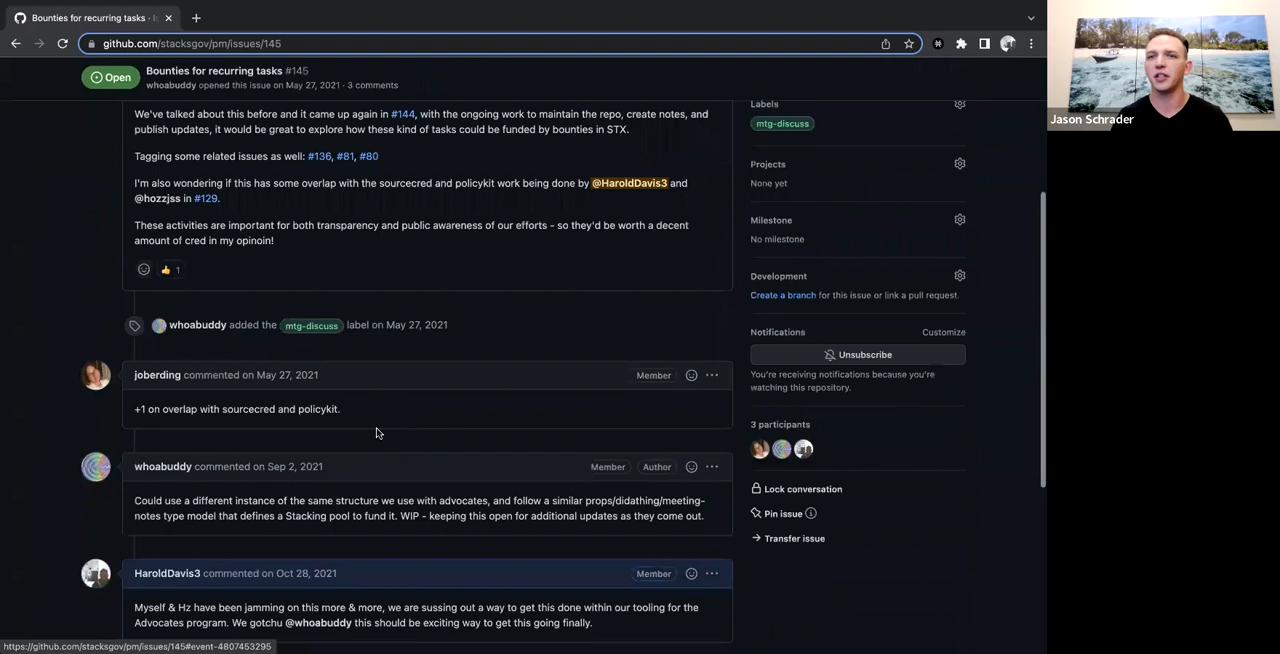 Bounties for recurring tasks · I
github.com/stacksgov/pm/issues/145
Open
Bounties for recurring tasks #145
whoabuddy opened this issue on May 27, 2021 · 3 comments
We've talked about this before and it came up again in #144, with the ongoing work to maintain the repo, create notes, and
publish updates, it would be great to explore how these kind of tasks could be funded by bounties in STX.
Tagging some related issues as well: #136, #81, #80
I'm also wondering if this has some overlap with the sourcecred and policykit work being done by @HaroldDavis3 and
@hozzjss in #129.
These activities are important for both transparency and public awareness of our efforts - so they'd be worth a decent
amount of cred in my opinoin!
1
whoabuddy added the mtg-discuss label on May 27, 2021
joberding commented on May 27, 2021
Member
+1 on overlap with sourcecred and policykit.
whoabuddy commented on Sep 2, 2021
Member
Author
Could use a different instance of the same structure we use with advocates, and follow a similar props/didathing/meeting-
notes type model that defines a Stacking pool to fund it. WIP - keeping this open for additional updates as they come out.
HaroldDavis3 commented on Oct 28, 2021
Member
Myself & Hz have been jamming on this more & more, we are sussing out a way to get this done within our tooling for the
Advocates program. We gotchu @whoabuddy this should be exciting way to get this going finally.
https://github.com/stacksgov/pm/issues/145#event-4807453295
Labels
mtg-discuss
Projects
None yet
Milestone
No milestone
Development
Create a branch for this issue or link a pull request.
Notifications
Customize
Unsubscribe
You're receiving notifications because you're
watching this repository.
3 participants
Lock conversation
Pin issue
Transfer issue
Jason Schrader